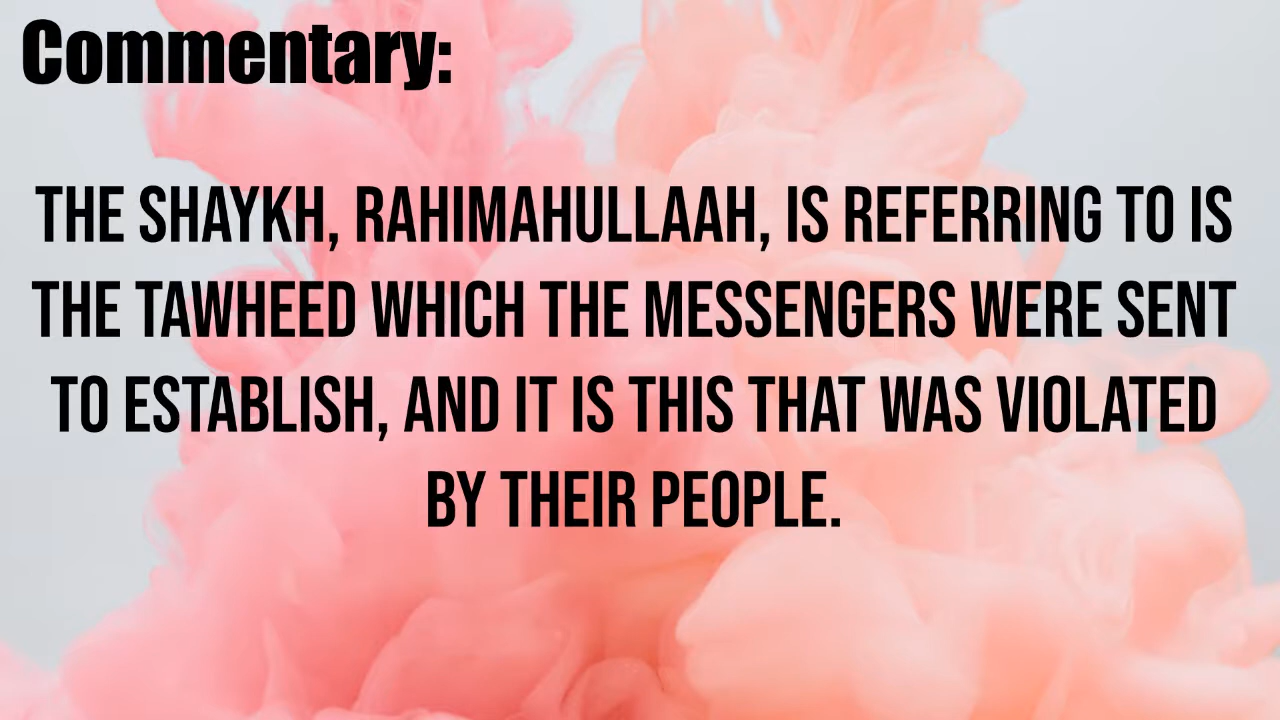 Commentary:
THE SHAYKH, RAHIMAHULLAAH, IS REFERRING TO IS
THE TAWHEED WHICH THE MESSENGERS WERE SENT
TO ESTABLISH, AND IT IS THIS THAT WAS VIOLATED
BY THEIR PEOPLE.